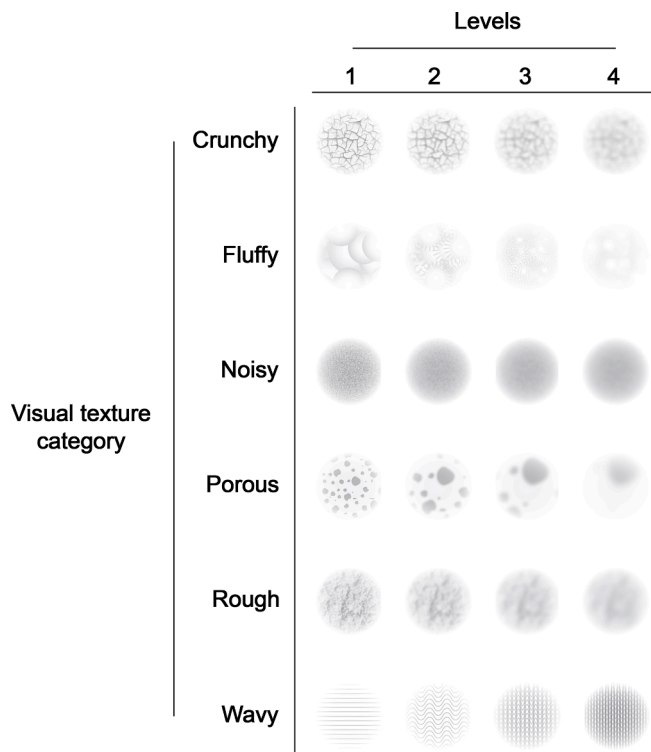 Levels
1 2 3 4
Crunchy
Fluffy
Noisy
Visual texture
category
Porous
Rough
Wavy